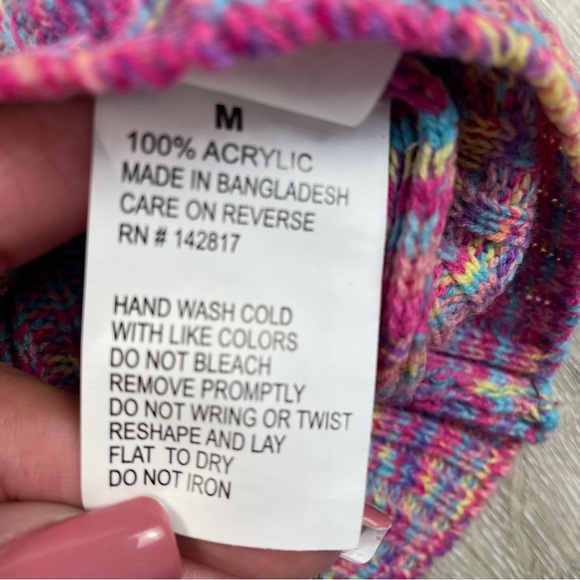 M
100% ACRYLIC
MADE IN BANGLADESH
CARE ON REVERSE
RN # 142817
HAND WASH COLD
WITH LIKE COLORS
DO NOT BLEACH
REMOVE PROMPTLY
DO NOT WRING OR TWIST
RESHAPE AND LAY
FLAT TO DRY
DO NOT IRON